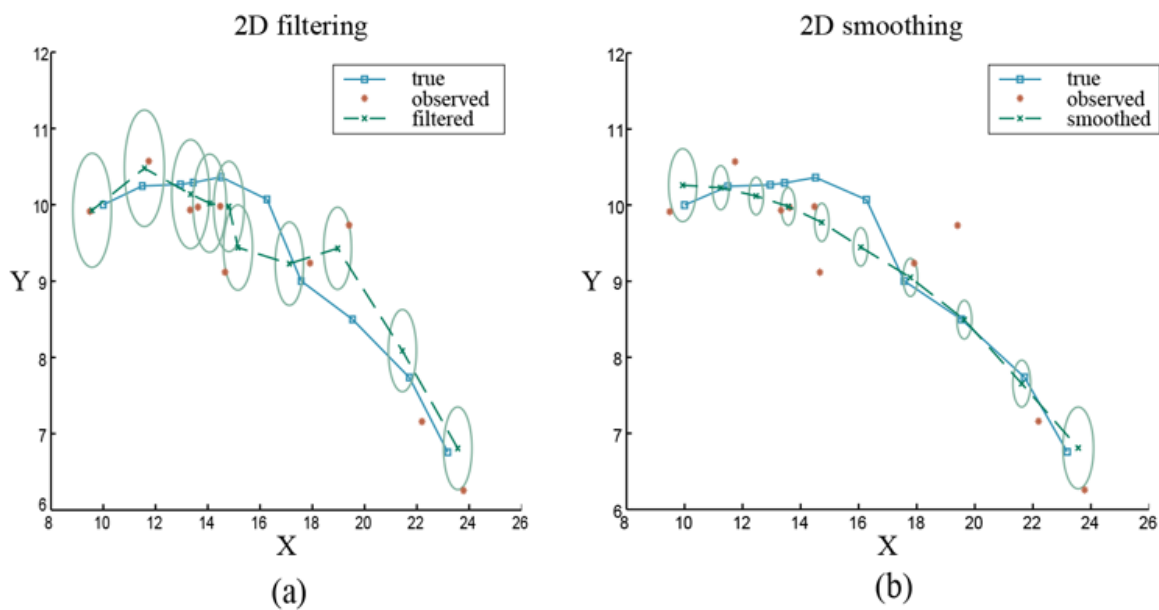 2D filtering
12
11
10
9
8
7
6
Y
true
observed
filtered
8 10 12 14 16 18 20 22 24 26
X
(a)
2D smoothing
12
11
10
9
8
7
6
Y
true
observed
smoothed
8 10 12 14 16 18 20 22 24 26
X
(b)